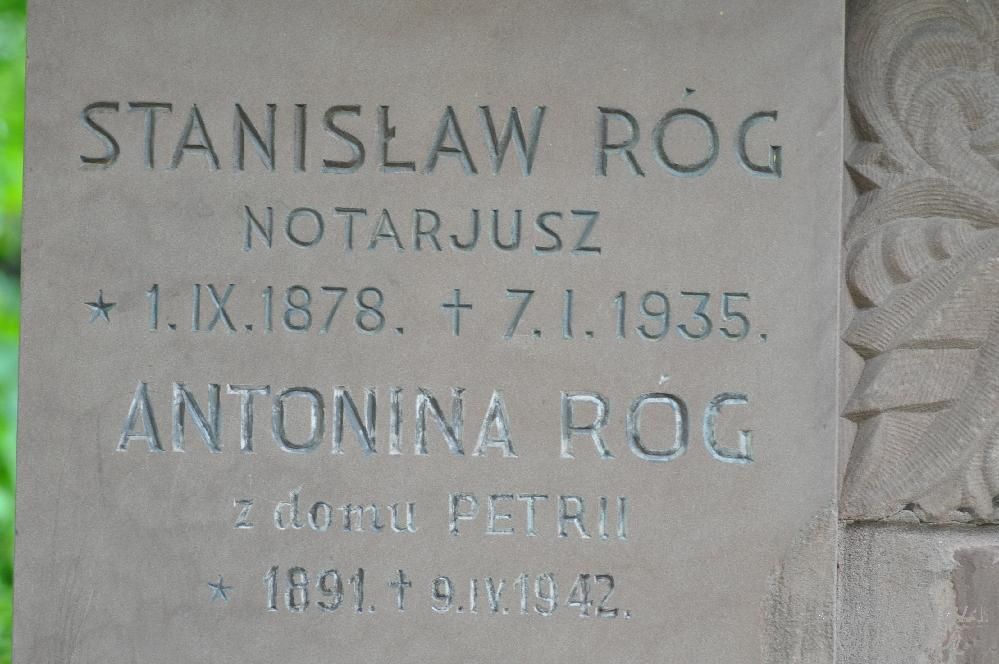 STANISŁAW RÓG
NOTARJUSZ
* 1.IX.1878. † 7.I.1935.
ANTONINA RÓG
z domu PETRII
* 1891. † 9.IV.1942.